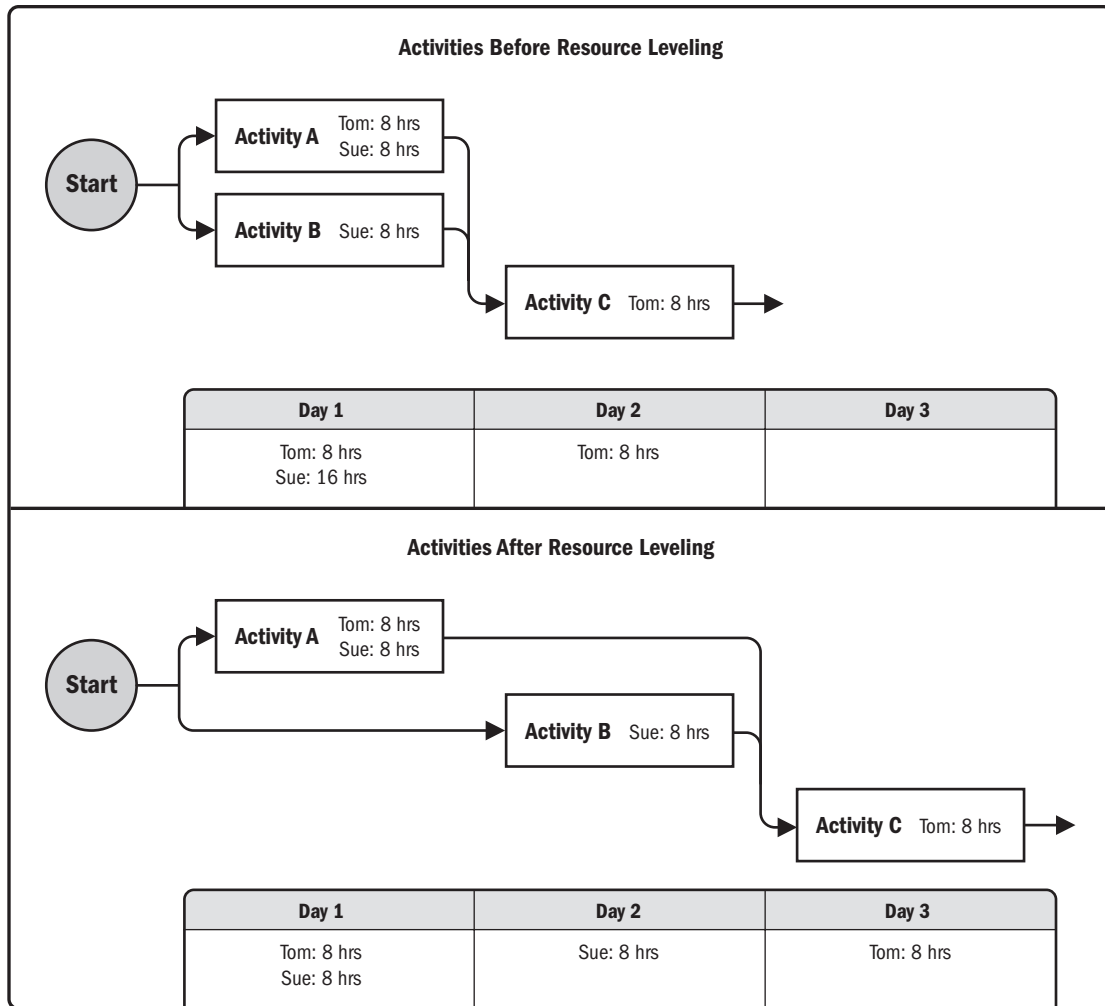 Activities Before Resource Leveling
Start
Activity A
Tom: 8 hrs
Sue: 8 hrs
Activity B Sue: 8 hrs
Activity C Tom: 8 hrs
Day 1 Day 2 Day 3
Tom: 8 hrs Tom: 8 hrs
Sue: 16 hrs
Activities After Resource Leveling
Start
Activity A
Tom: 8 hrs
Sue: 8 hrs
Activity B Sue: 8 hrs
Activity C Tom: 8 hrs
Day 1 Day 2 Day 3
Tom: 8 hrs Sue: 8 hrs Tom: 8 hrs
Sue: 8 hrs